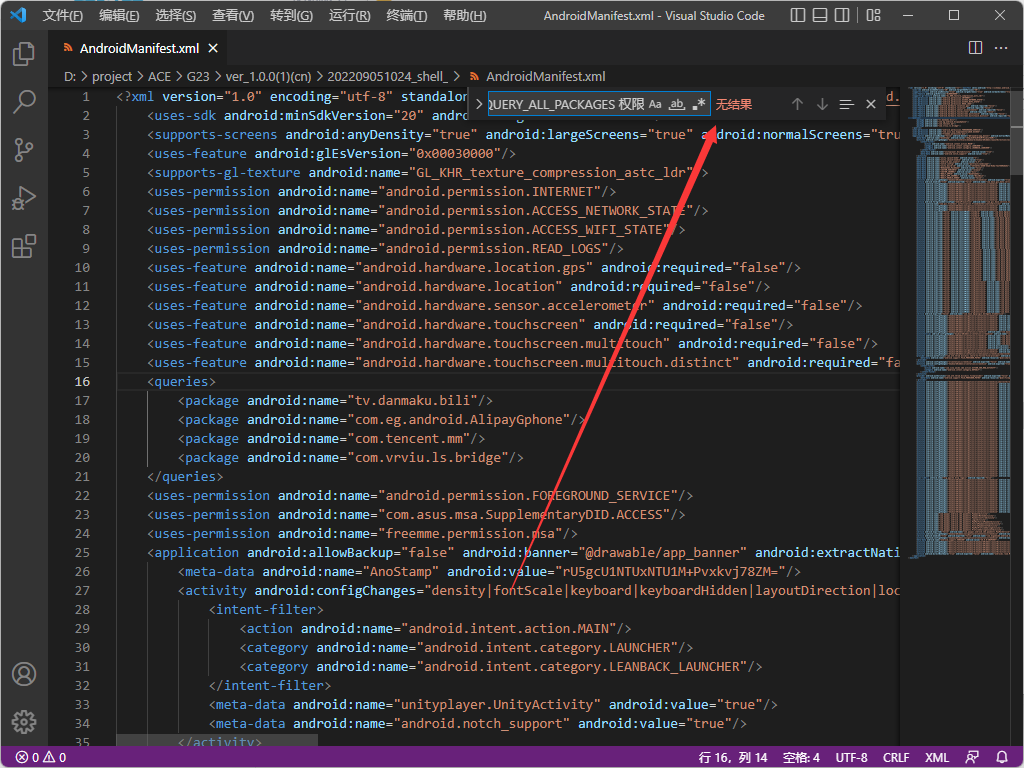 文件(F) 编辑(E) 选择(S) 查看(V) 转到(G) 运行(R) 终端(T) 帮助(H) AndroidManifest.xml - Visual Studio Code
AndroidManifest.xml
D: > project > ACE > G23 > ver_1.0.0(1)(cn) > 202209051024_shell_ > AndroidManifest.xml
QUERY_ALL_PACKAGES 权限 Aa ab .* 无结果
1 <?xml version="1.0" encoding="utf-8" standalon
2 <uses-sdk android:minSdkVersion="20" andr
3 <supports-screens android:anyDensity="true" android:largeScreens="true" android:normalScreens="tru
4 <uses-feature android:glEsVersion="0x00030000"/>
5 <supports-gl-texture android:name="GL_KHR_texture_compression_astc_ldr"/>
6 <uses-permission android:name="android.permission.INTERNET"/>
7 <uses-permission android:name="android.permission.ACCESS_NETWORK_STATE"/>
8 <uses-permission android:name="android.permission.ACCESS_WIFI_STATE"/>
9 <uses-permission android:name="android.permission.READ_LOGS"/>
10 <uses-feature android:name="android.hardware.location.gps" android:required="false"/>
11 <uses-feature android:name="android.hardware.location" android:required="false"/>
12 <uses-feature android:name="android.hardware.sensor.accelerometer" android:required="false"/>
13 <uses-feature android:name="android.hardware.touchscreen" android:required="false"/>
14 <uses-feature android:name="android.hardware.touchscreen.multitouch" android:required="false"/>
15 <uses-feature android:name="android.hardware.touchscreen.multitouch.distinct" android:required="fa
16 <queries>
17 <package android:name="tv.danmaku.bili"/>
18 <package android:name="com.eg.android.AlipayGphone"/>
19 <package android:name="com.tencent.mm"/>
20 <package android:name="com.vrviu.ls.bridge"/>
21 </queries>
22 <uses-permission android:name="android.permission.FOREGROUND_SERVICE"/>
23 <uses-permission android:name="com.asus.msa.SupplementaryDID.ACCESS"/>
24 <uses-permission android:name="freemme.permission.msa"/>
25 <application android:allowBackup="false" android:banner="@drawable/app_banner" android:extractNati
26 <meta-data android:name="AnoStamp" android:value="rU5gcU1NTUxNTU1M+Pvxkvj78ZM="/>
27 <activity android:configChanges="density|fontScale|keyboard|keyboardHidden|layoutDirection|loc
28 <intent-filter>
29 <action android:name="android.intent.action.MAIN"/>
30 <category android:name="android.intent.category.LAUNCHER"/>
31 <category android:name="android.intent.category.LEANBACK_LAUNCHER"/>
32 </intent-filter>
33 <meta-data android:name="unityplayer.UnityActivity" android:value="true"/>
34 <meta-data android:name="android.notch_support" android:value="true"/>
35 </activity>
0 0 行 16，列 14 空格: 4 UTF-8 CRLF XML